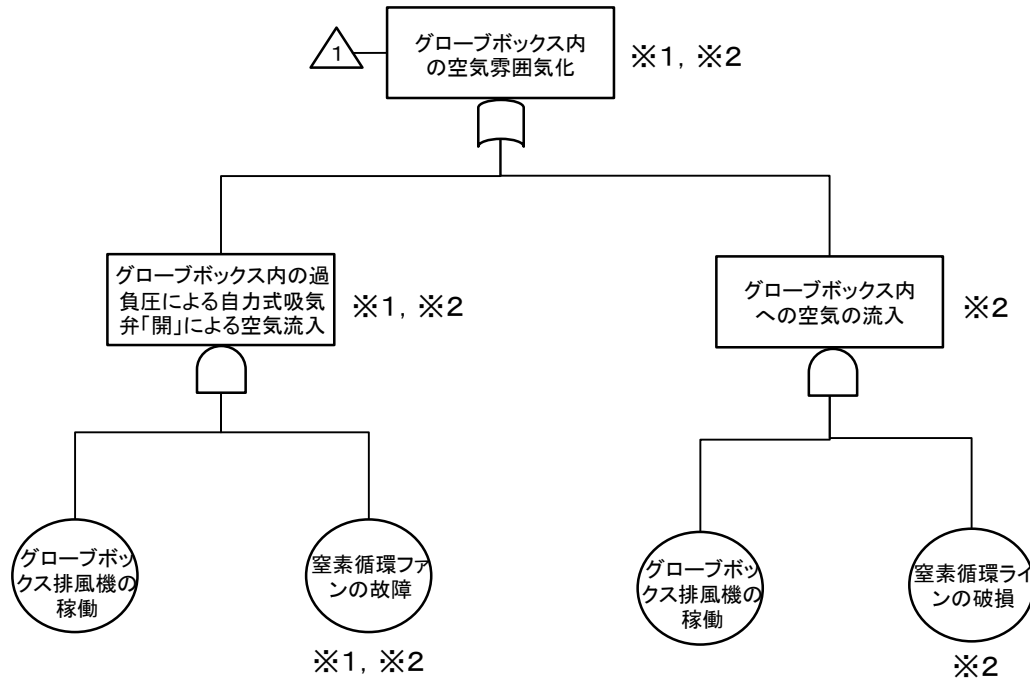 1
グローブボックス内
の空気雰囲気化
※1，※2
グローブボックス内の過
負圧による自力式吸気
弁「開」による空気流入
※1，※2
グローブボックス内
への空気の流入
※2
グローブボッ
クス排風機の
稼働
窒素循環ファ
ンの故障
※1，※2
グローブボッ
クス排風機の
稼働
窒素循環ライ
ンの破損
※2